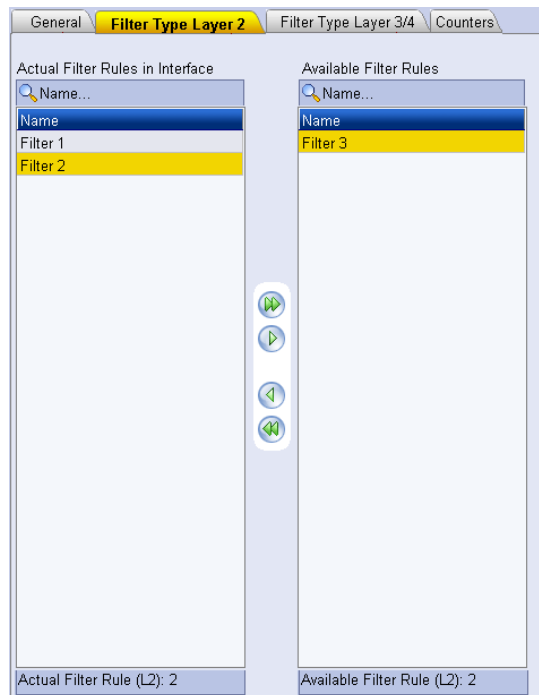 General
Filter Type Layer 2
Filter Type Layer 3/4
Counters
Actual Filter Rules in Interface
Name...
Name
Filter 1
Filter 2
Actual Filter Rule (L2): 2
Available Filter Rules
Name...
Name
Filter 3
Available Filter Rule (L2): 2